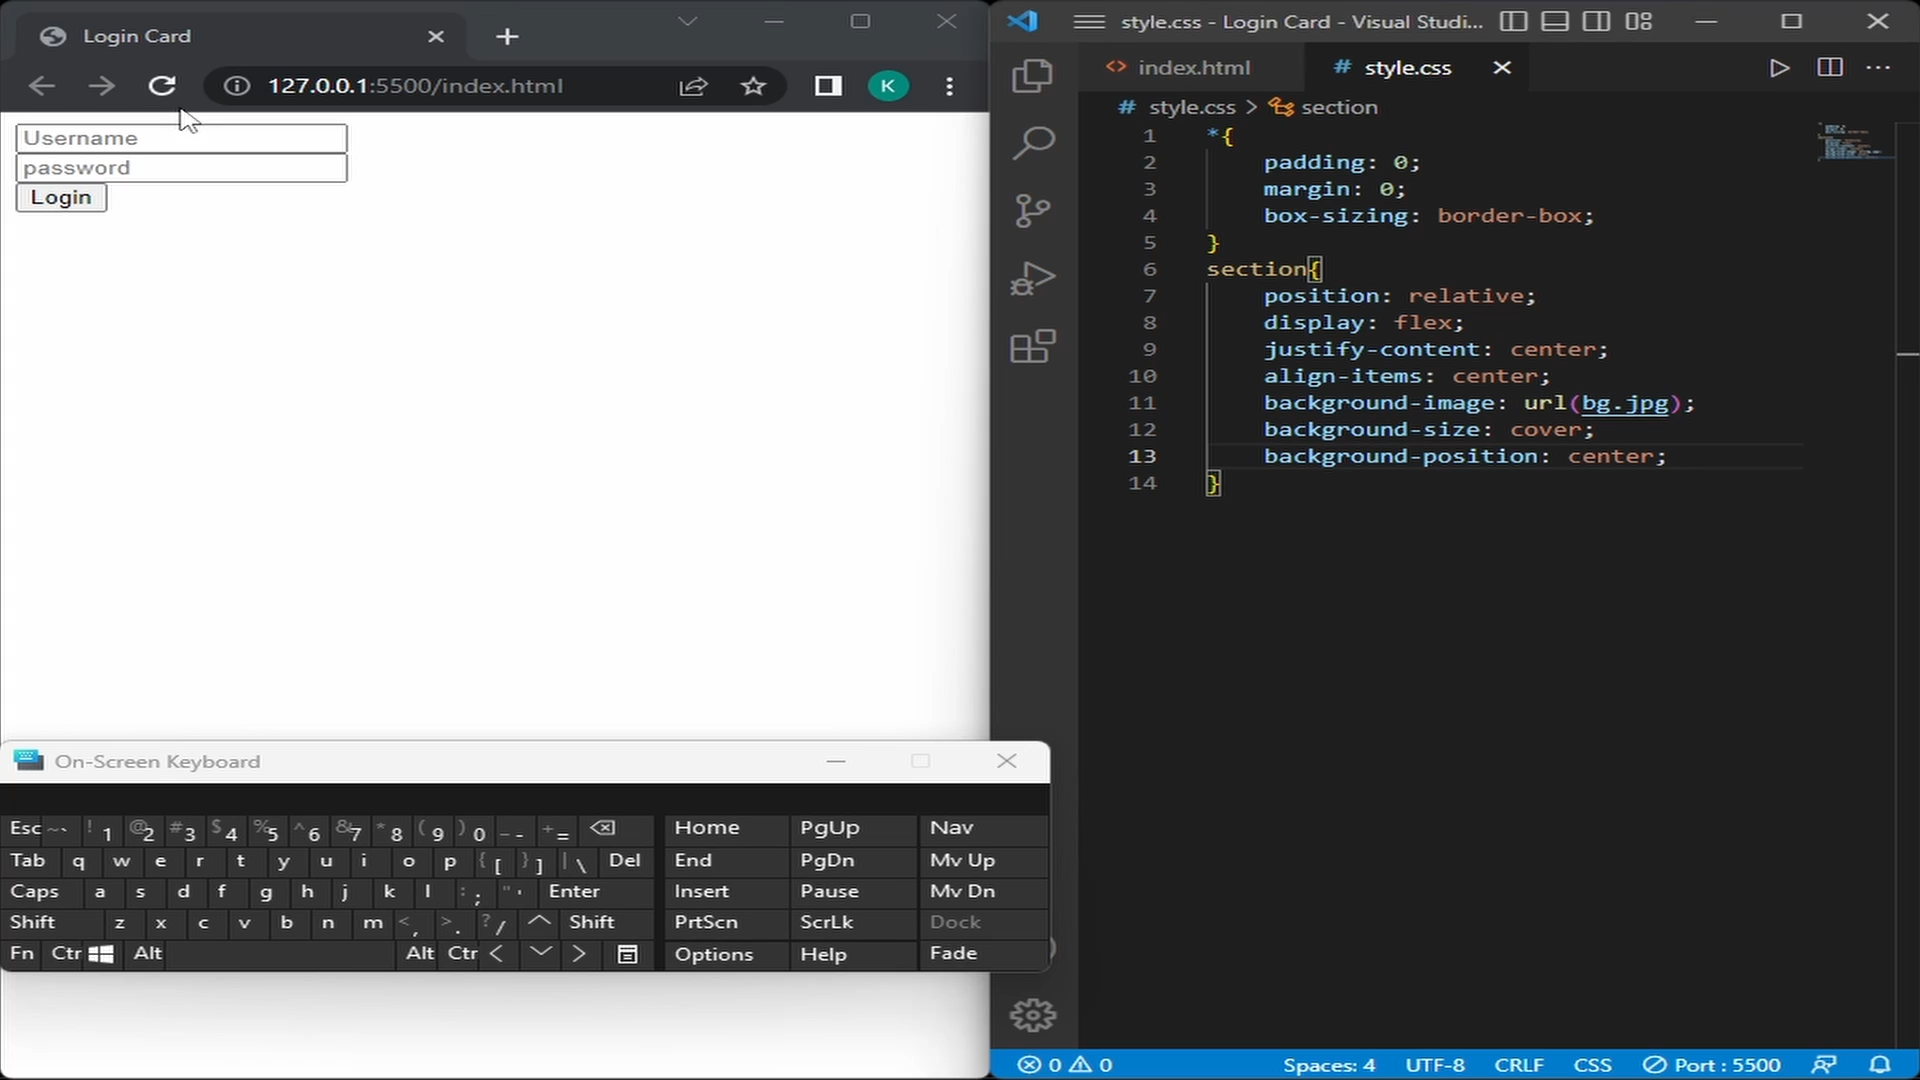 Login Card
127.0.0.1:5500/index.html
K
Username
password
Login
style.css - Login Card - Visual Studi...
index.html
# style.css
# style.css > section
1 *{
2 padding: 0;
3 margin: 0;
4 box-sizing: border-box;
5 }
6 section{
7 position: relative;
8 display: flex;
9 justify-content: center;
10 align-items: center;
11 background-image: url(bg.jpg);
12 background-size: cover;
13 background-position: center;
14 }
On-Screen Keyboard
Esc ~` !1 @2 #3 $4 %5 ^6 &7 *8 (9 )0 _- += Home PgUp Nav
Tab q w e r t y u i o p {[ }] |\ Del End PgDn Mv Up
Caps a s d f g h j k l :; "' Enter Insert Pause Mv Dn
Shift z x c v b n m <, >. ?/ ^ Shift PrtScn ScrLk Dock
Fn Ctr Alt Alt Ctr Options Help Fade
0 0 Spaces: 4 UTF-8 CRLF CSS Port : 5500